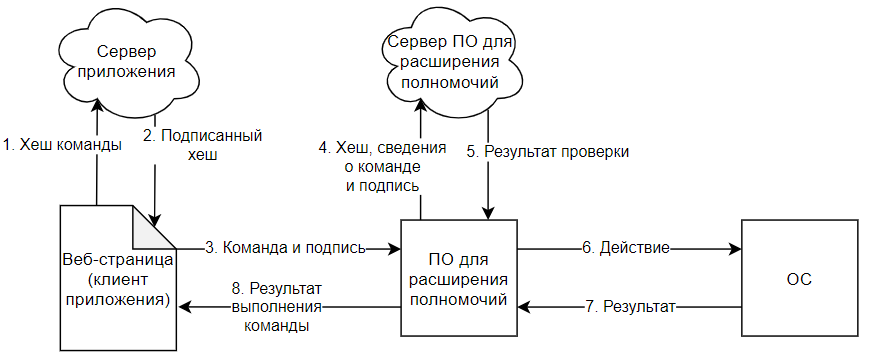 Сервер
приложения
Сервер ПО для
расширения
полномочий
1. Хеш команды
2. Подписанный
хеш
4. Хеш, сведения
о команде
и подпись
5. Результат проверки
Веб-страница
(клиент
приложения)
3. Команда и подпись
ПО для
расширения
полномочий
6. Действие
ОС
8. Результат
выполнения
команды
7. Результат